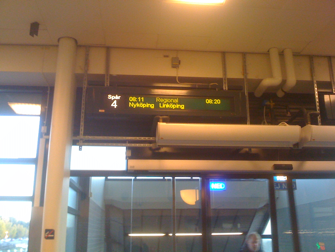 Spår
4
08:11 Regional 08:20
Nyköping Linköping